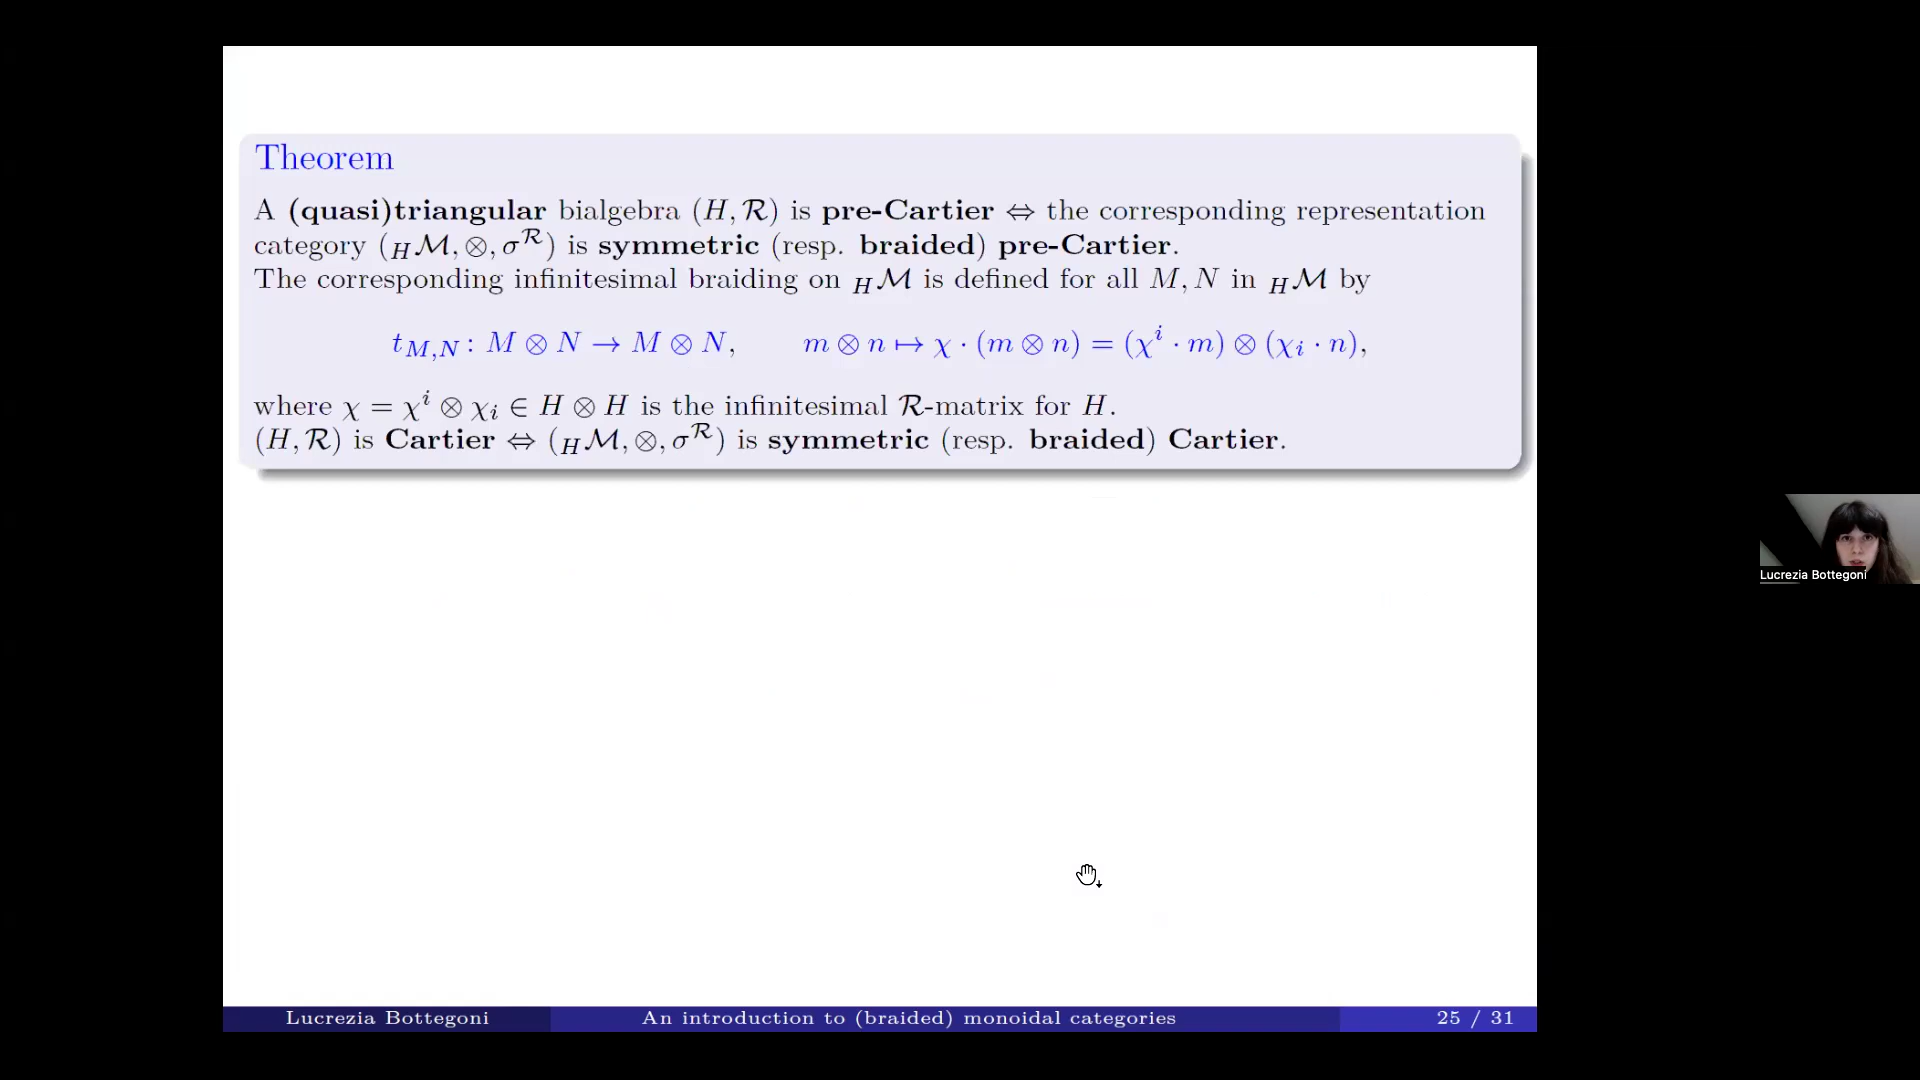 Theorem
A (quasi)triangular bialgebra (H, ℛ) is pre-Cartier ⇔ the corresponding representation
category (_Hℳ, ⊗, σ^ℛ) is symmetric (resp. braided) pre-Cartier.
The corresponding infinitesimal braiding on _Hℳ is defined for all M, N in _Hℳ by
t_{M,N} : M ⊗ N → M ⊗ N, m ⊗ n ↦ χ · (m ⊗ n) = (χ^i · m) ⊗ (χ_i · n),
where χ = χ^i ⊗ χ_i ∈ H ⊗ H is the infinitesimal ℛ-matrix for H.
(H, ℛ) is Cartier ⇔ (_Hℳ, ⊗, σ^ℛ) is symmetric (resp. braided) Cartier.
Lucrezia Bottegoni
Lucrezia Bottegoni An introduction to (braided) monoidal categories 25 / 31